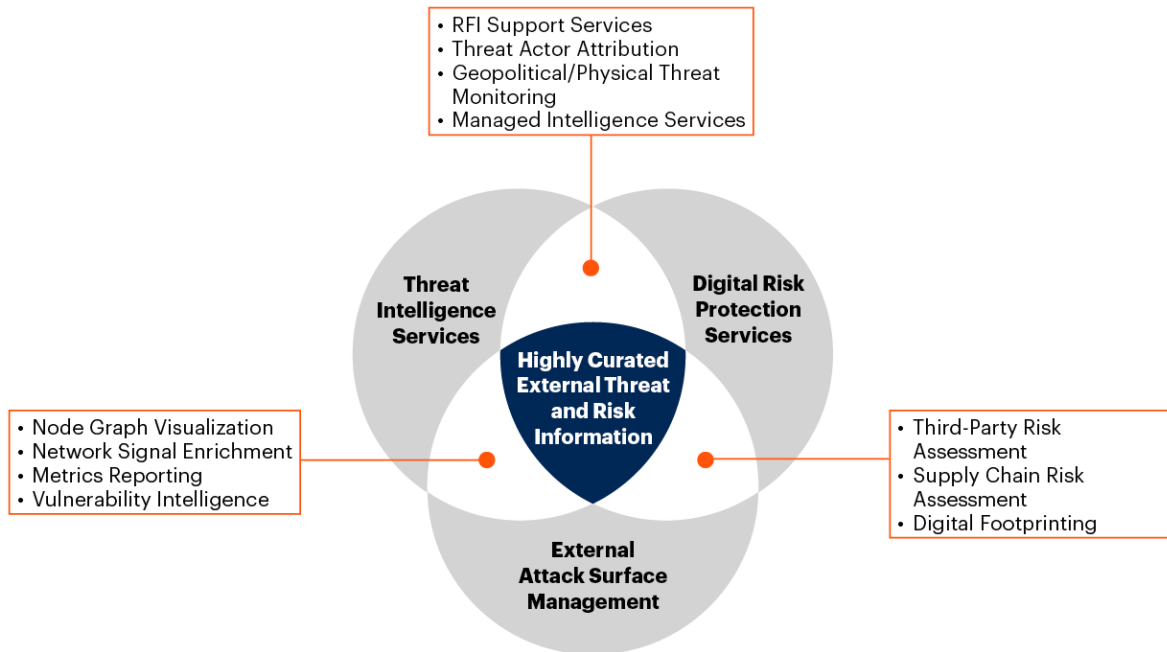 • RFI Support Services
• Threat Actor Attribution
• Geopolitical/Physical Threat
Monitoring
• Managed Intelligence Services
Threat
Intelligence
Services
Digital Risk
Protection
Services
Highly Curated
External Threat
and Risk
Information
• Node Graph Visualization
• Network Signal Enrichment
• Metrics Reporting
• Vulnerability Intelligence
• Third-Party Risk
Assessment
• Supply Chain Risk
Assessment
• Digital Footprinting
External
Attack Surface
Management